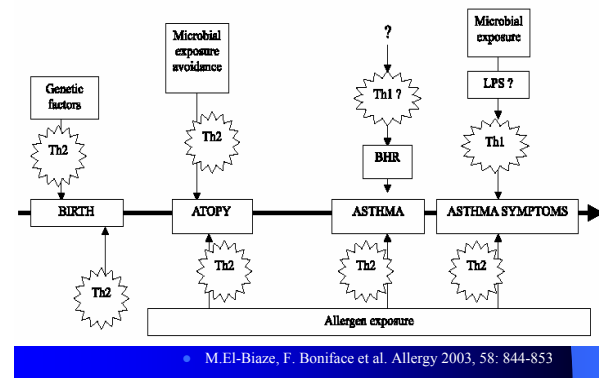 Microbial
exposure
avoidance
?
Microbial
exposure
Genetic
factors
Th1 ?
LPS ?
Th2
Th2
BHR
Th1
BIRTH
ATOPY
ASTHMA
ASTHMA SYMPTOMS
Th2
Th2
Th2
Th2
Allergen exposure
M.El-Biaze, F. Boniface et al. Allergy 2003, 58: 844-853